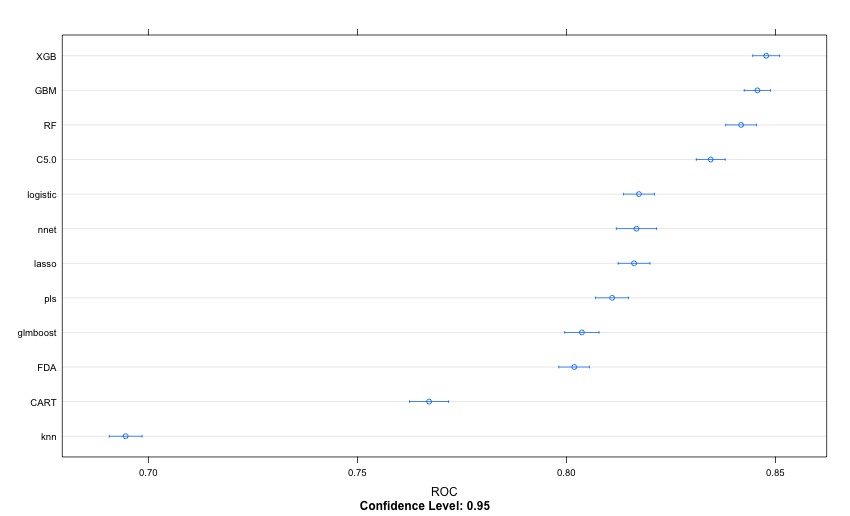 XGB
GBM
RF
C5.0
logistic
nnet
lasso
pls
glmboost
FDA
CART
knn
0.70 0.75 0.80 0.85
ROC
Confidence Level: 0.95